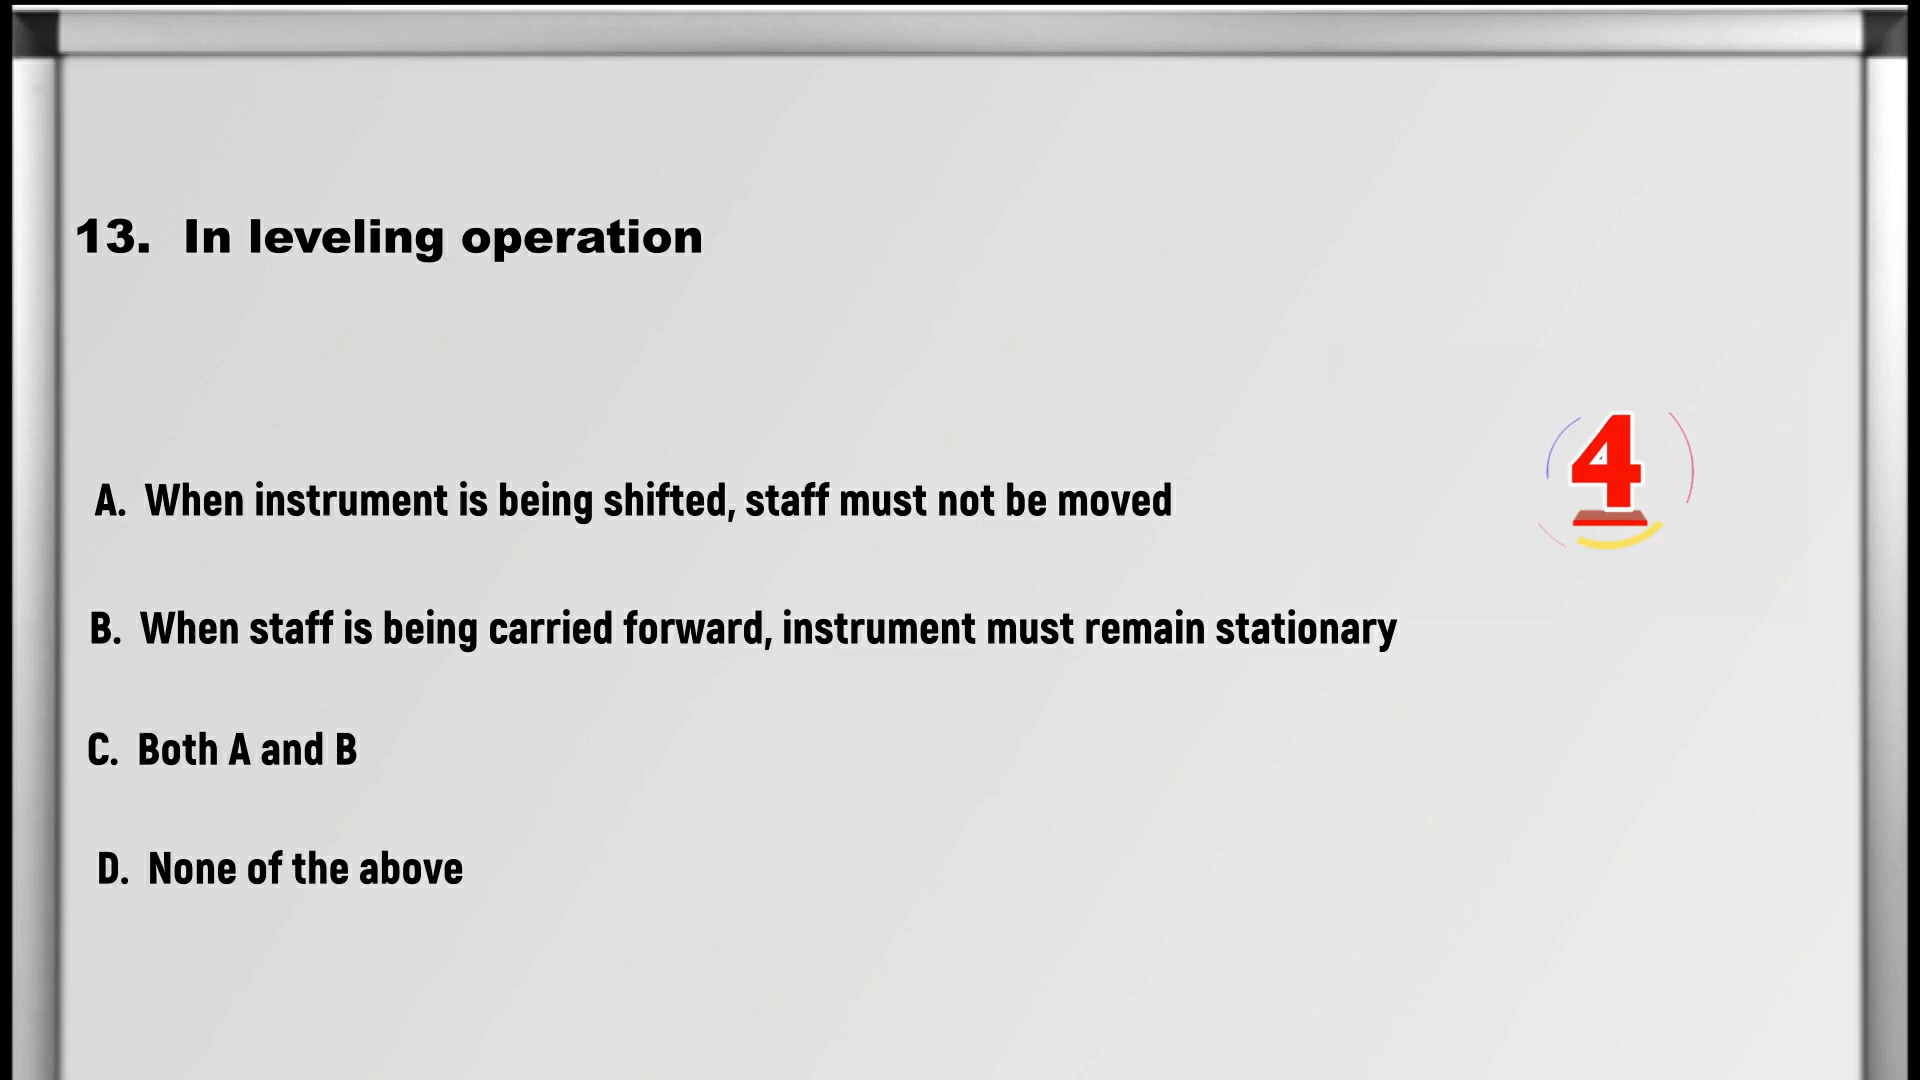 13. In leveling operation
A. When instrument is being shifted, staff must not be moved
4
B. When staff is being carried forward, instrument must remain stationary
C. Both A and B
D. None of the above